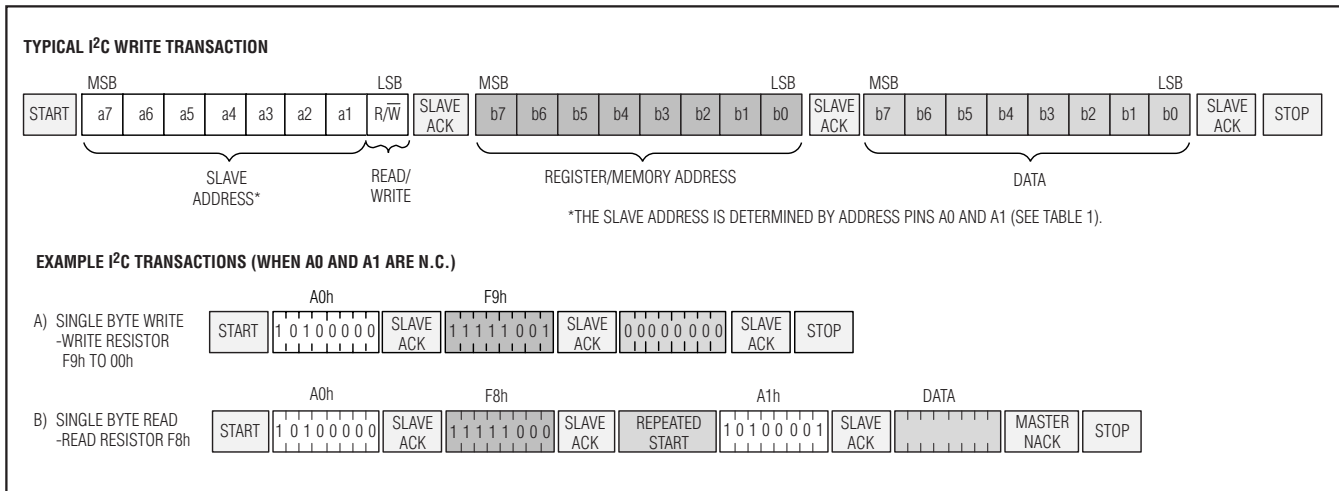 TYPICAL I²C WRITE TRANSACTION
MSB LSB MSB LSB MSB LSB
START a7 a6 a5 a4 a3 a2 a1 R/W̅ SLAVE ACK b7 b6 b5 b4 b3 b2 b1 b0 SLAVE ACK b7 b6 b5 b4 b3 b2 b1 b0 SLAVE ACK STOP
SLAVE ADDRESS* READ/ WRITE REGISTER/MEMORY ADDRESS DATA
*THE SLAVE ADDRESS IS DETERMINED BY ADDRESS PINS A0 AND A1 (SEE TABLE 1).
EXAMPLE I²C TRANSACTIONS (WHEN A0 AND A1 ARE N.C.)
A0h F9h
A) SINGLE BYTE WRITE
-WRITE RESISTOR
F9h TO 00h
START 1 0 1 0 0 0 0 0 SLAVE ACK 1 1 1 1 1 0 0 1 SLAVE ACK 0 0 0 0 0 0 0 0 SLAVE ACK STOP
A0h F8h A1h DATA
B) SINGLE BYTE READ
-READ RESISTOR F8h
START 1 0 1 0 0 0 0 0 SLAVE ACK 1 1 1 1 1 0 0 0 SLAVE ACK REPEATED START 1 0 1 0 0 0 0 1 SLAVE ACK MASTER NACK STOP